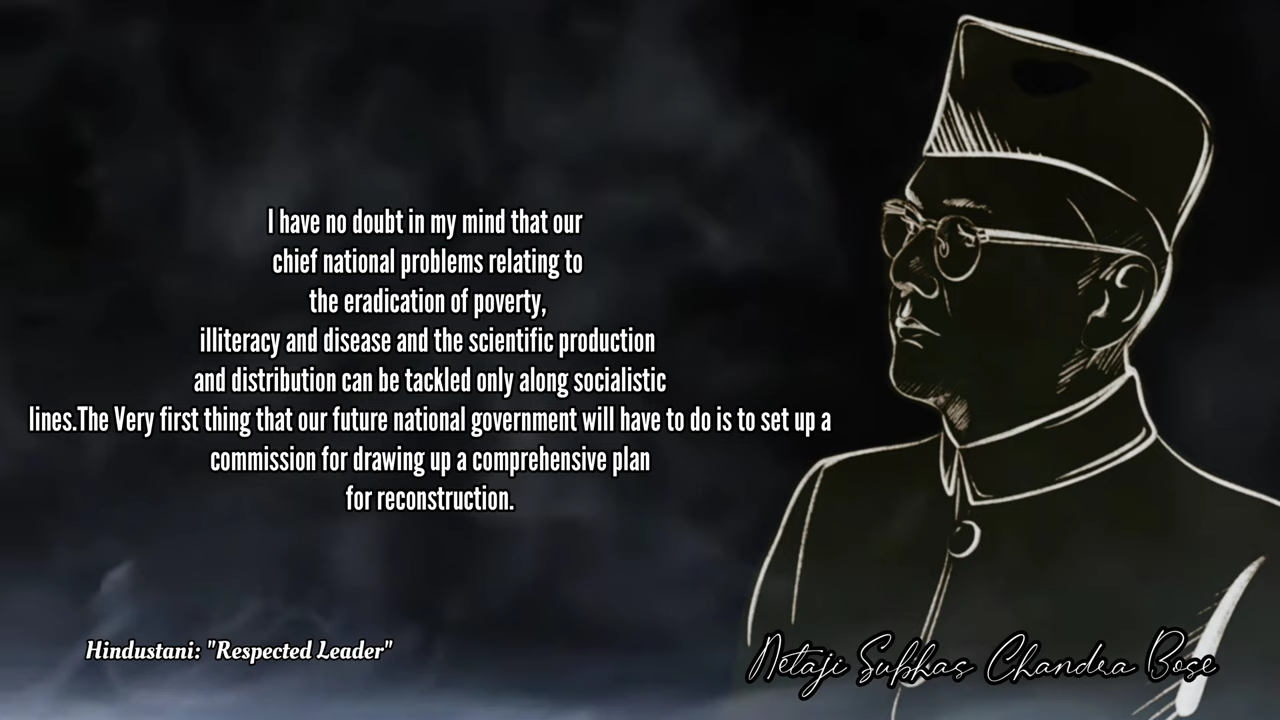 I have no doubt in my mind that our
chief national problems relating to
the eradication of poverty,
illiteracy and disease and the scientific production
and distribution can be tackled only along socialistic
lines.The Very first thing that our future national government will have to do is to set up a
commission for drawing up a comprehensive plan
for reconstruction.
Hindustani: "Respected Leader"
Netaji Subhas Chandra Bose